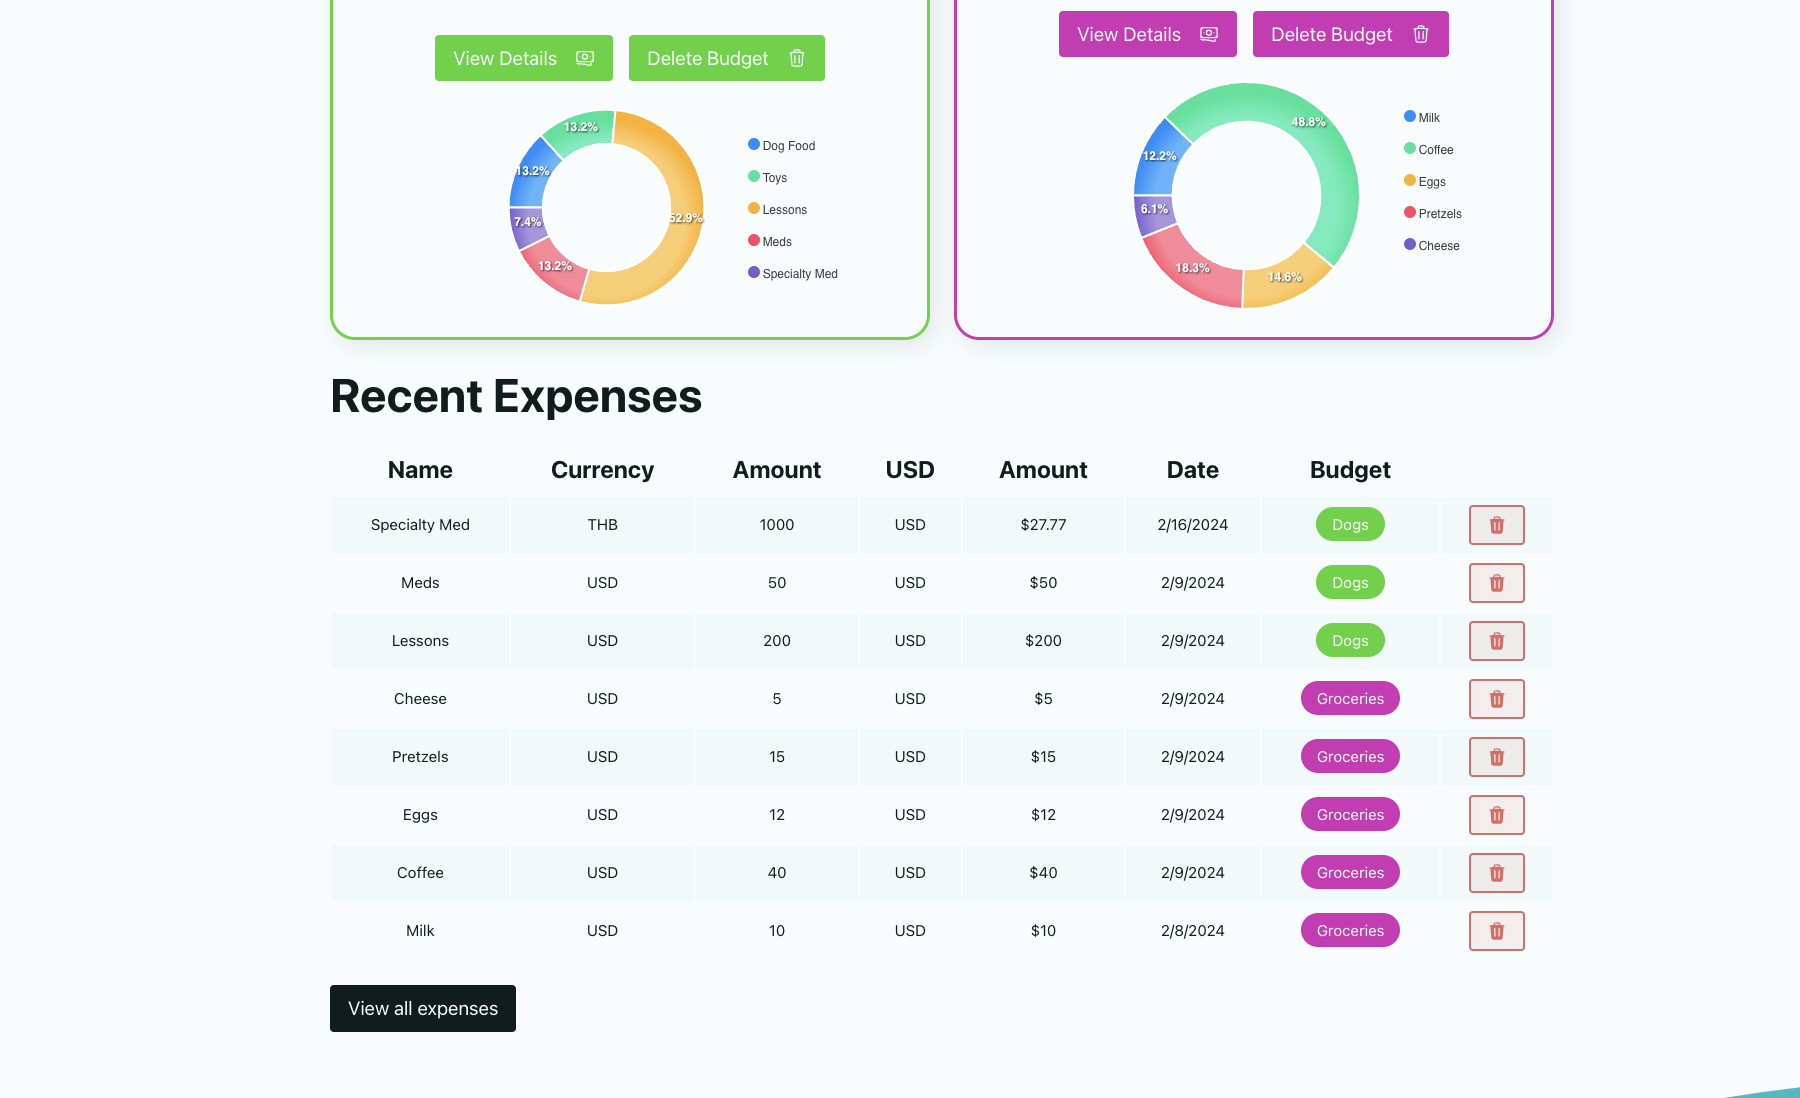 View Details Delete Budget
13.2%
13.2%
52.9%
7.4%
13.2%
Dog Food
Toys
Lessons
Meds
Specialty Med
View Details Delete Budget
48.8%
12.2%
6.1%
18.3%
14.6%
Milk
Coffee
Eggs
Pretzels
Cheese
Recent Expenses
Name Currency Amount USD Amount Date Budget
Specialty Med THB 1000 USD $27.77 2/16/2024 Dogs
Meds USD 50 USD $50 2/9/2024 Dogs
Lessons USD 200 USD $200 2/9/2024 Dogs
Cheese USD 5 USD $5 2/9/2024 Groceries
Pretzels USD 15 USD $15 2/9/2024 Groceries
Eggs USD 12 USD $12 2/9/2024 Groceries
Coffee USD 40 USD $40 2/9/2024 Groceries
Milk USD 10 USD $10 2/8/2024 Groceries
View all expenses